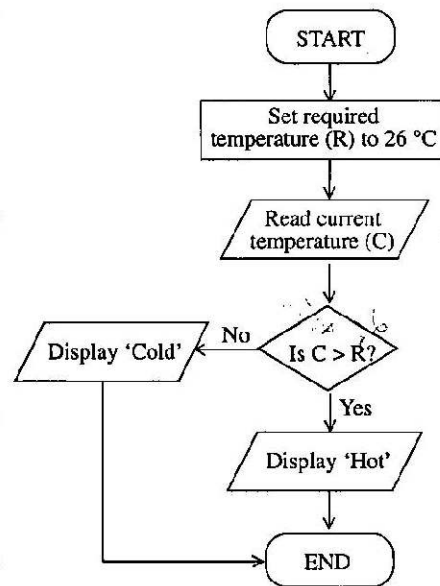 START
Set required
temperature (R) to 26 °C
Read current
temperature (C)
Is C > R?
No
Display ‘Cold’
Yes
Display ‘Hot’
END